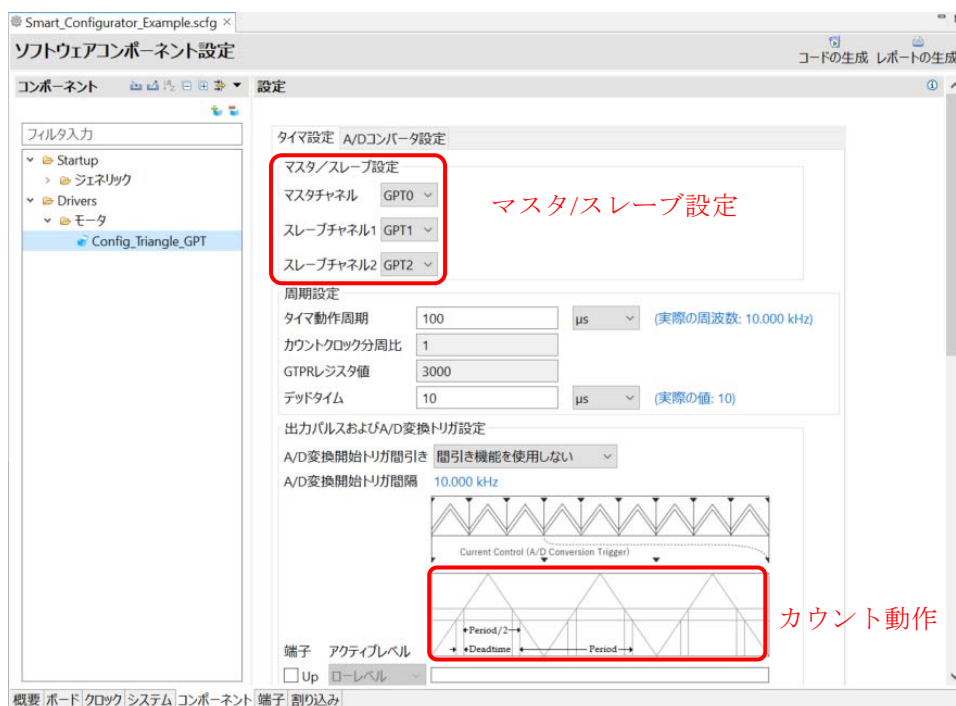 Smart_Configurator_Example.scfg
ソフトウェアコンポーネント設定
コードの生成 レポートの生成
コンポーネント
設定
フィルタ入力
Startup
ジェネリック
Drivers
モータ
Config_Triangle_GPT
タイマ設定 A/Dコンバータ設定
マスタ/スレーブ設定
マスタチャネル GPT0
スレーブチャネル1 GPT1
スレーブチャネル2 GPT2
マスタ/スレーブ設定
周期設定
タイマ動作周期 100 µs (実際の周波数: 10.000 kHz)
カウントクロック分周比 1
GTPRレジスタ値 3000
デッドタイム 10 µs (実際の値: 10)
出力パルスおよびA/D変換トリガ設定
A/D変換開始トリガ間引き 間引き機能を使用しない
A/D変換開始トリガ間隔 10.000 kHz
Current Control (A/D Conversion Trigger)
Period/2
Deadtime Period
カウント動作
端子 アクティブレベル
Up ローレベル
概要 ボード クロック システム コンポーネント 端子 割り込み